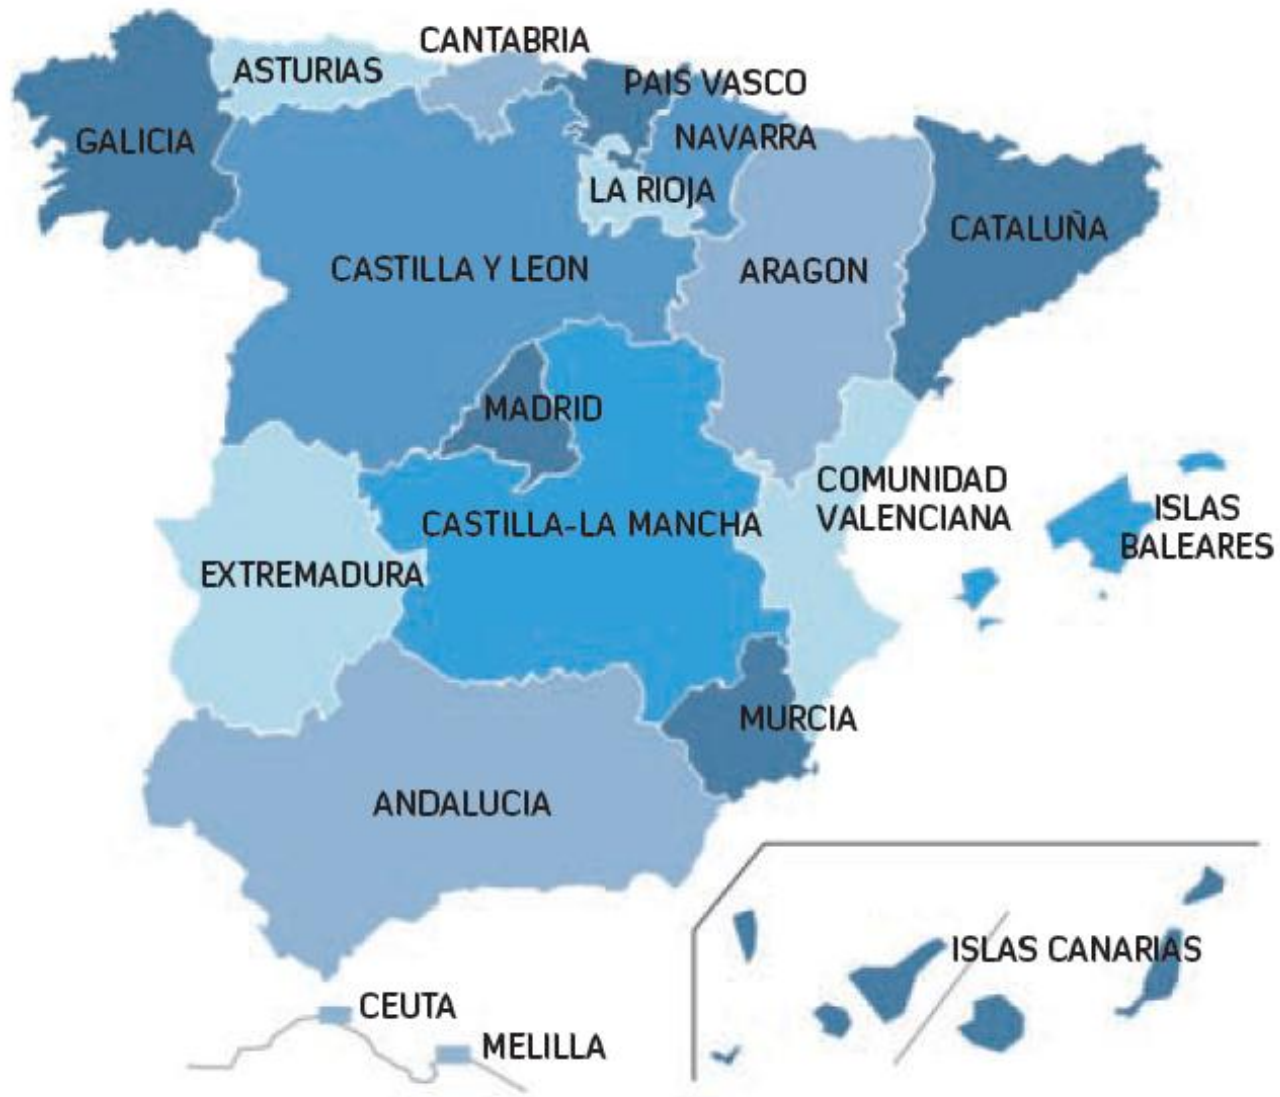 CANTABRIA
ASTURIAS
PAIS VASCO
GALICIA
NAVARRA
LA RIOJA
CATALUÑA
CASTILLA Y LEON
ARAGON
MADRID
COMUNIDAD
VALENCIANA
ISLAS
BALEARES
CASTILLA-LA MANCHA
EXTREMADURA
MURCIA
ANDALUCIA
ISLAS CANARIAS
CEUTA
MELILLA